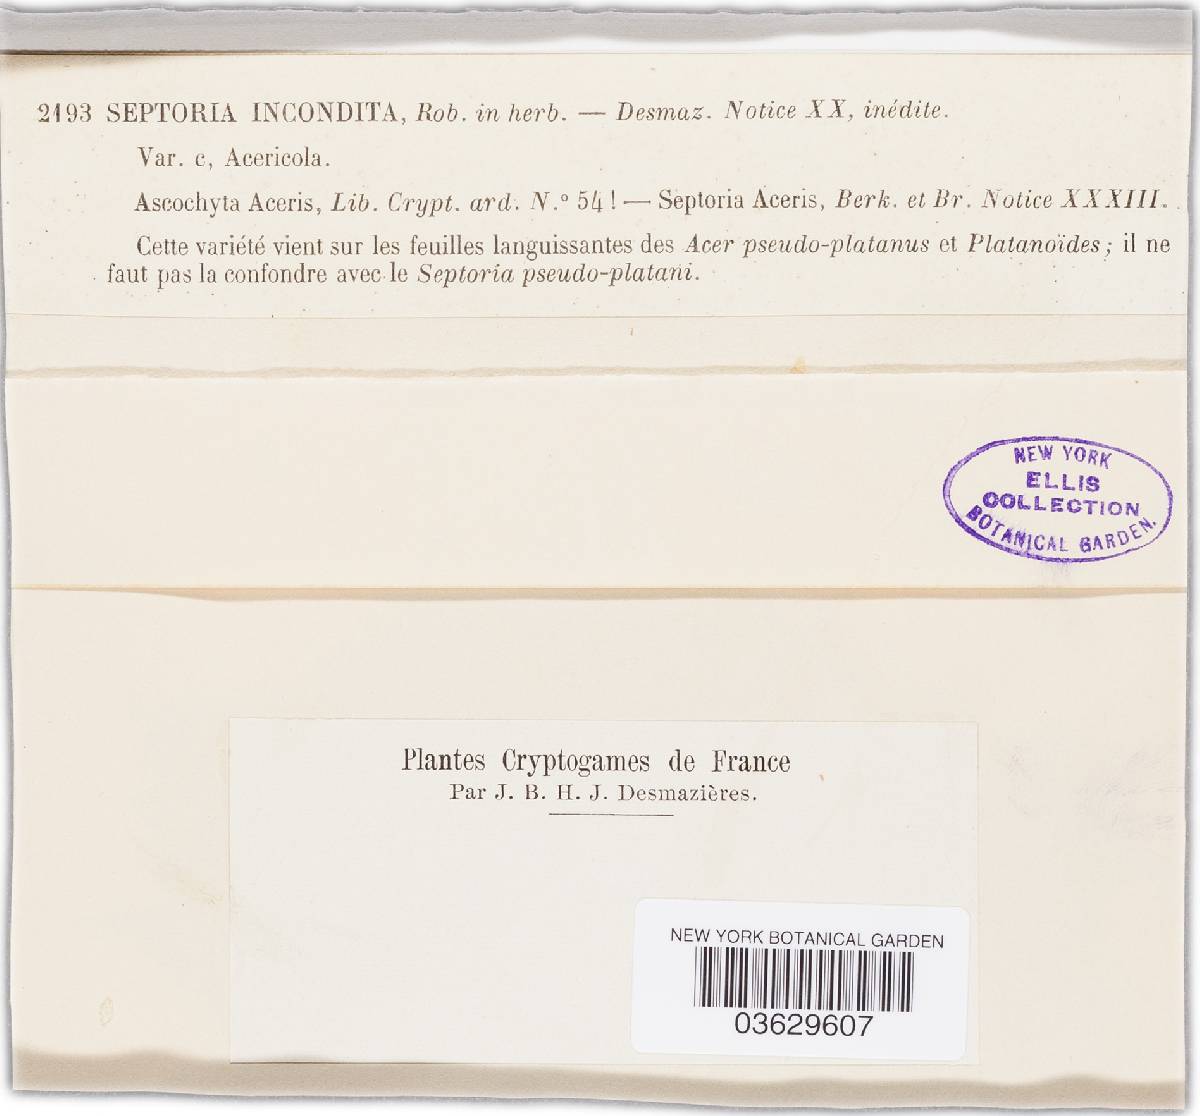 2193 SEPTORIA INCONDITA, Rob. in herb. — Desmaz. Notice XX, inédite.
Var. c, Acericola.
Ascochyta Aceris, Lib. Crypt. ard. N.° 54 ! — Septoria Aceris, Berk. et Br. Notice XXXIII.
Cette variété vient sur les feuilles languissantes des Acer pseudo-platanus et Platanoïdes ; il ne
faut pas la confondre avec le Septoria pseudo-platani.
NEW YORK
ELLIS
COLLECTION
BOTANICAL GARDEN.
Plantes Cryptogames de France
Par J. B. H. J. Desmazières.
NEW YORK BOTANICAL GARDEN
03629607